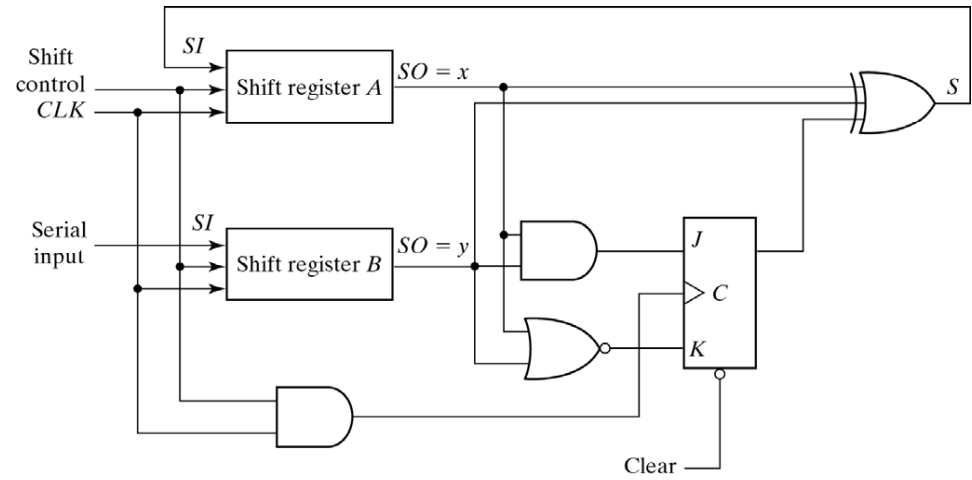 SI
Shift
control
CLK
Shift register A
SO = x
S
Serial
input
SI
Shift register B
SO = y
J
C
K
Clear